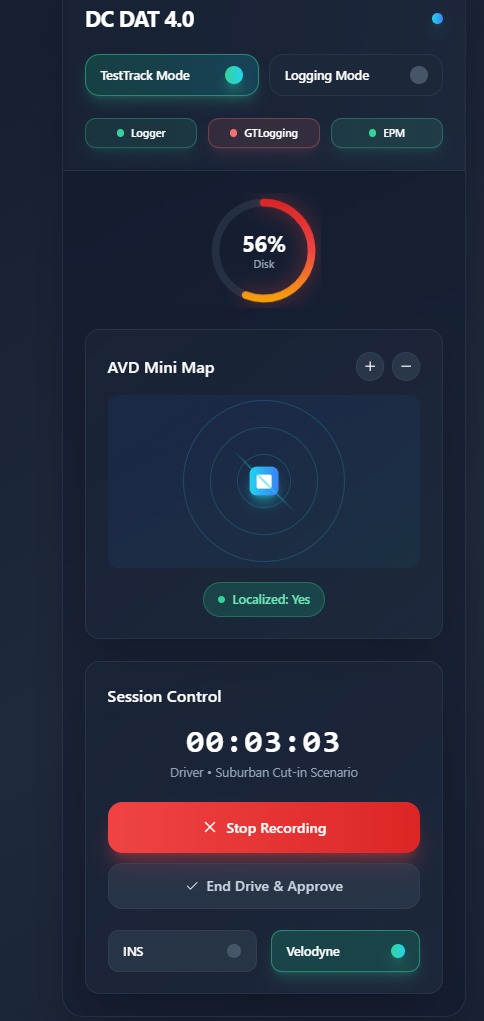 DC DAT 4.0
TestTrack Mode
Logging Mode
Logger
GTLogging
EPM
56%
Disk
AVD Mini Map
+
−
Localized: Yes
Session Control
00:03:03
Driver • Suburban Cut-in Scenario
Stop Recording
End Drive & Approve
INS
Velodyne